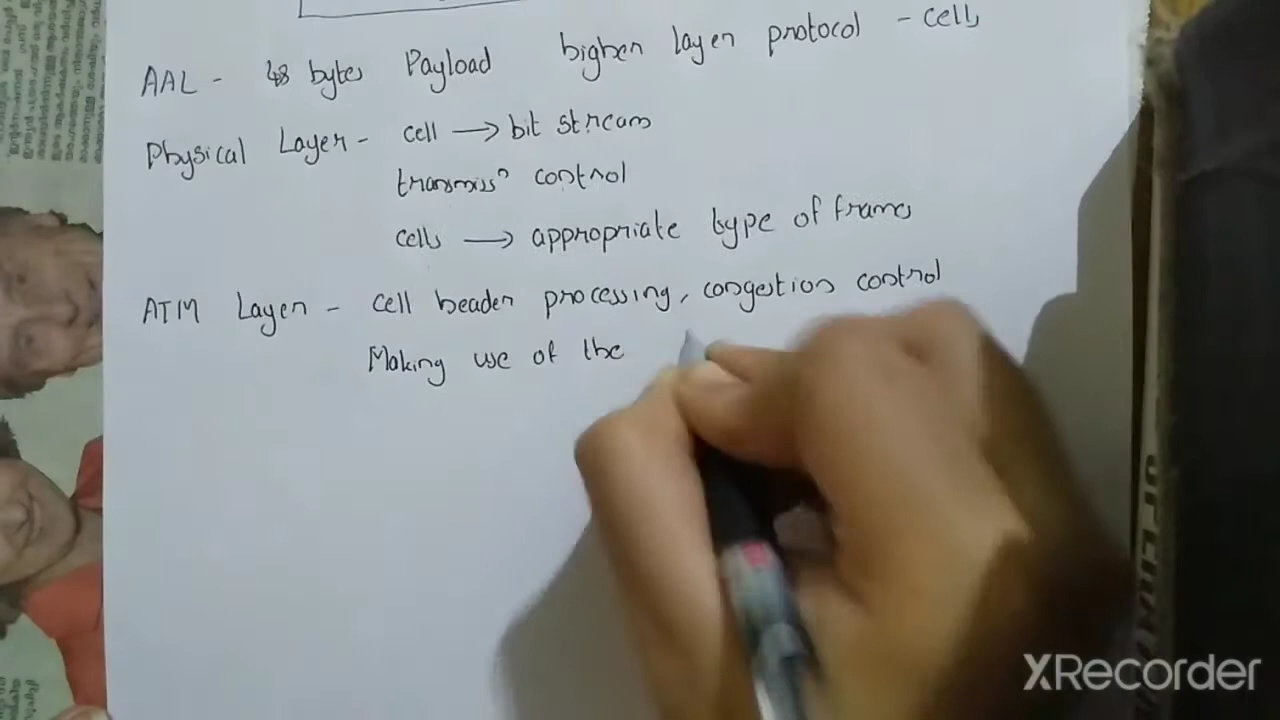 AAL - 48 bytes Payload higher layer protocol - cells
Physical Layer - cell → bit stream
transmissⁿ control
cells → appropriate type of frames
ATM Layer - cell header processing, congestion control
Making use of the
XRecorder